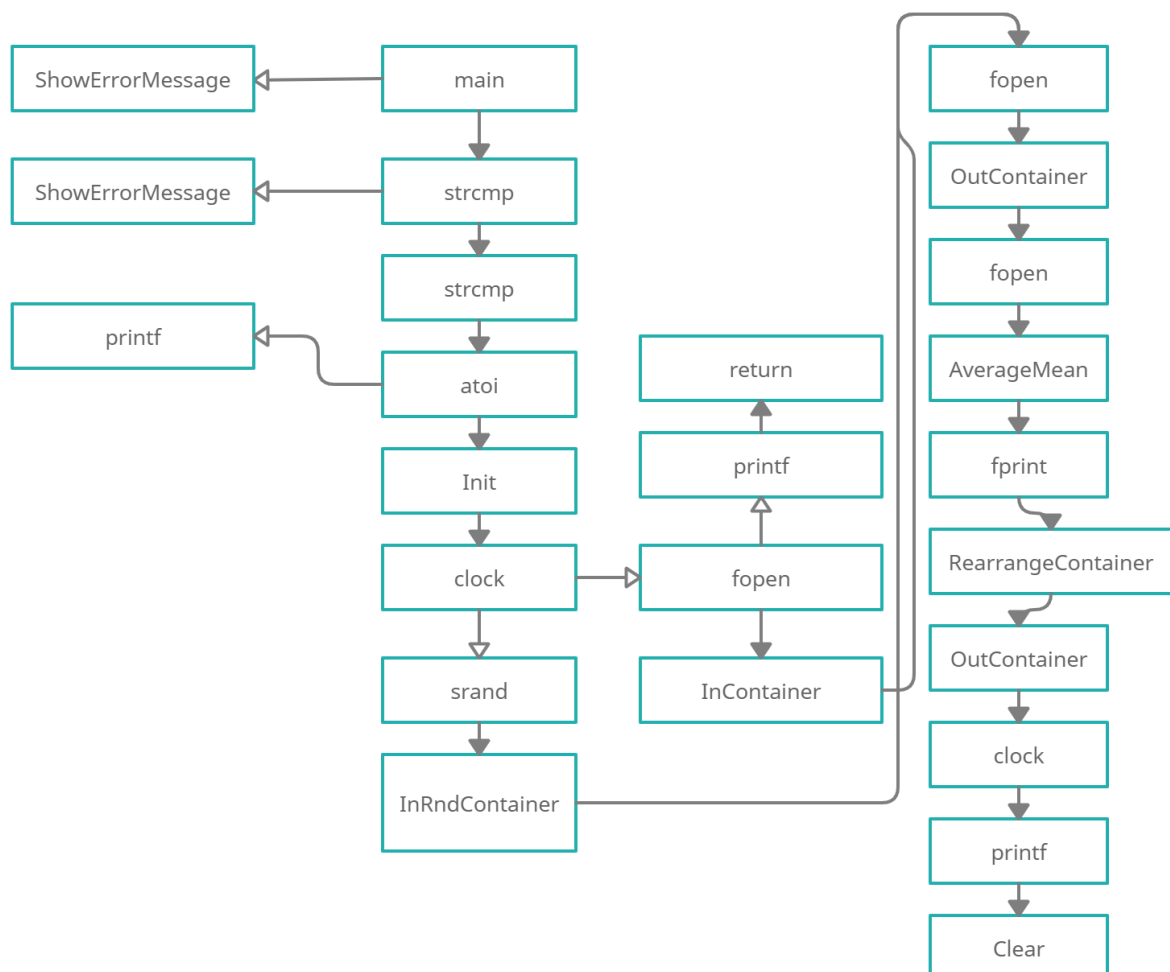 ShowErrorMessage
main
ShowErrorMessage
strcmp
strcmp
printf
atoi
Init
clock
srand
InRndContainer
return
printf
fopen
InContainer
fopen
OutContainer
fopen
AverageMean
fprint
RearrangeContainer
OutContainer
clock
printf
Clear